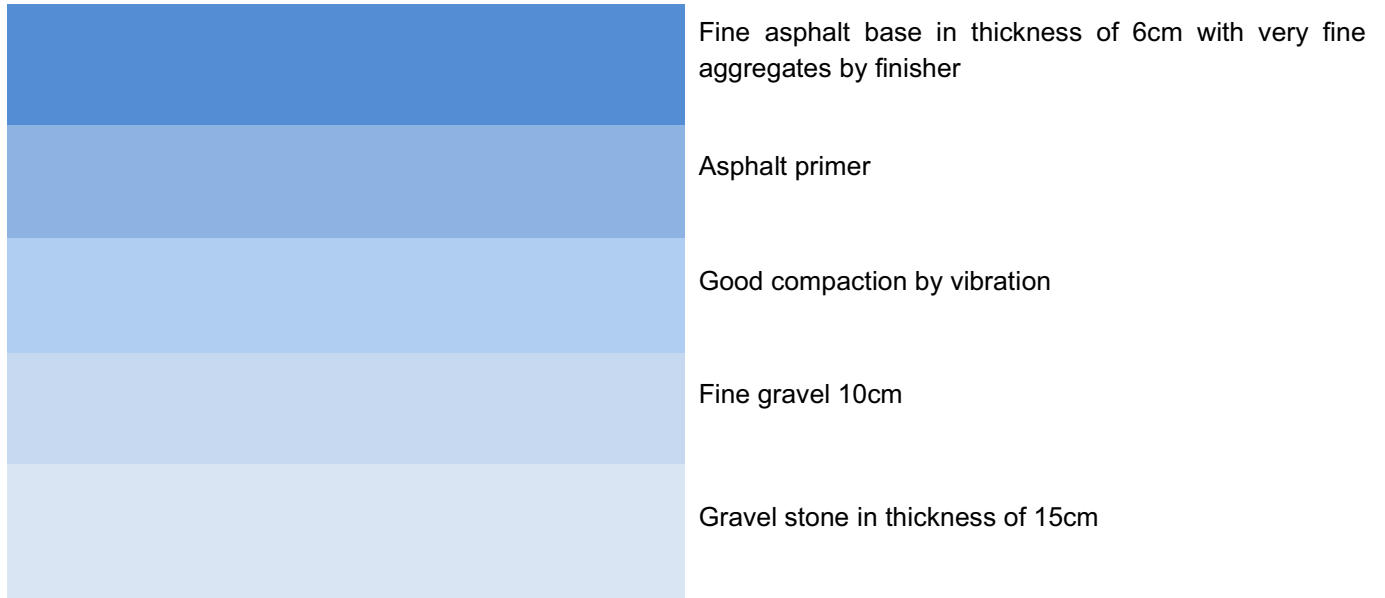 Fine asphalt base in thickness of 6cm with very fine
aggregates by finisher
Asphalt primer
Good compaction by vibration
Fine gravel 10cm
Gravel stone in thickness of 15cm